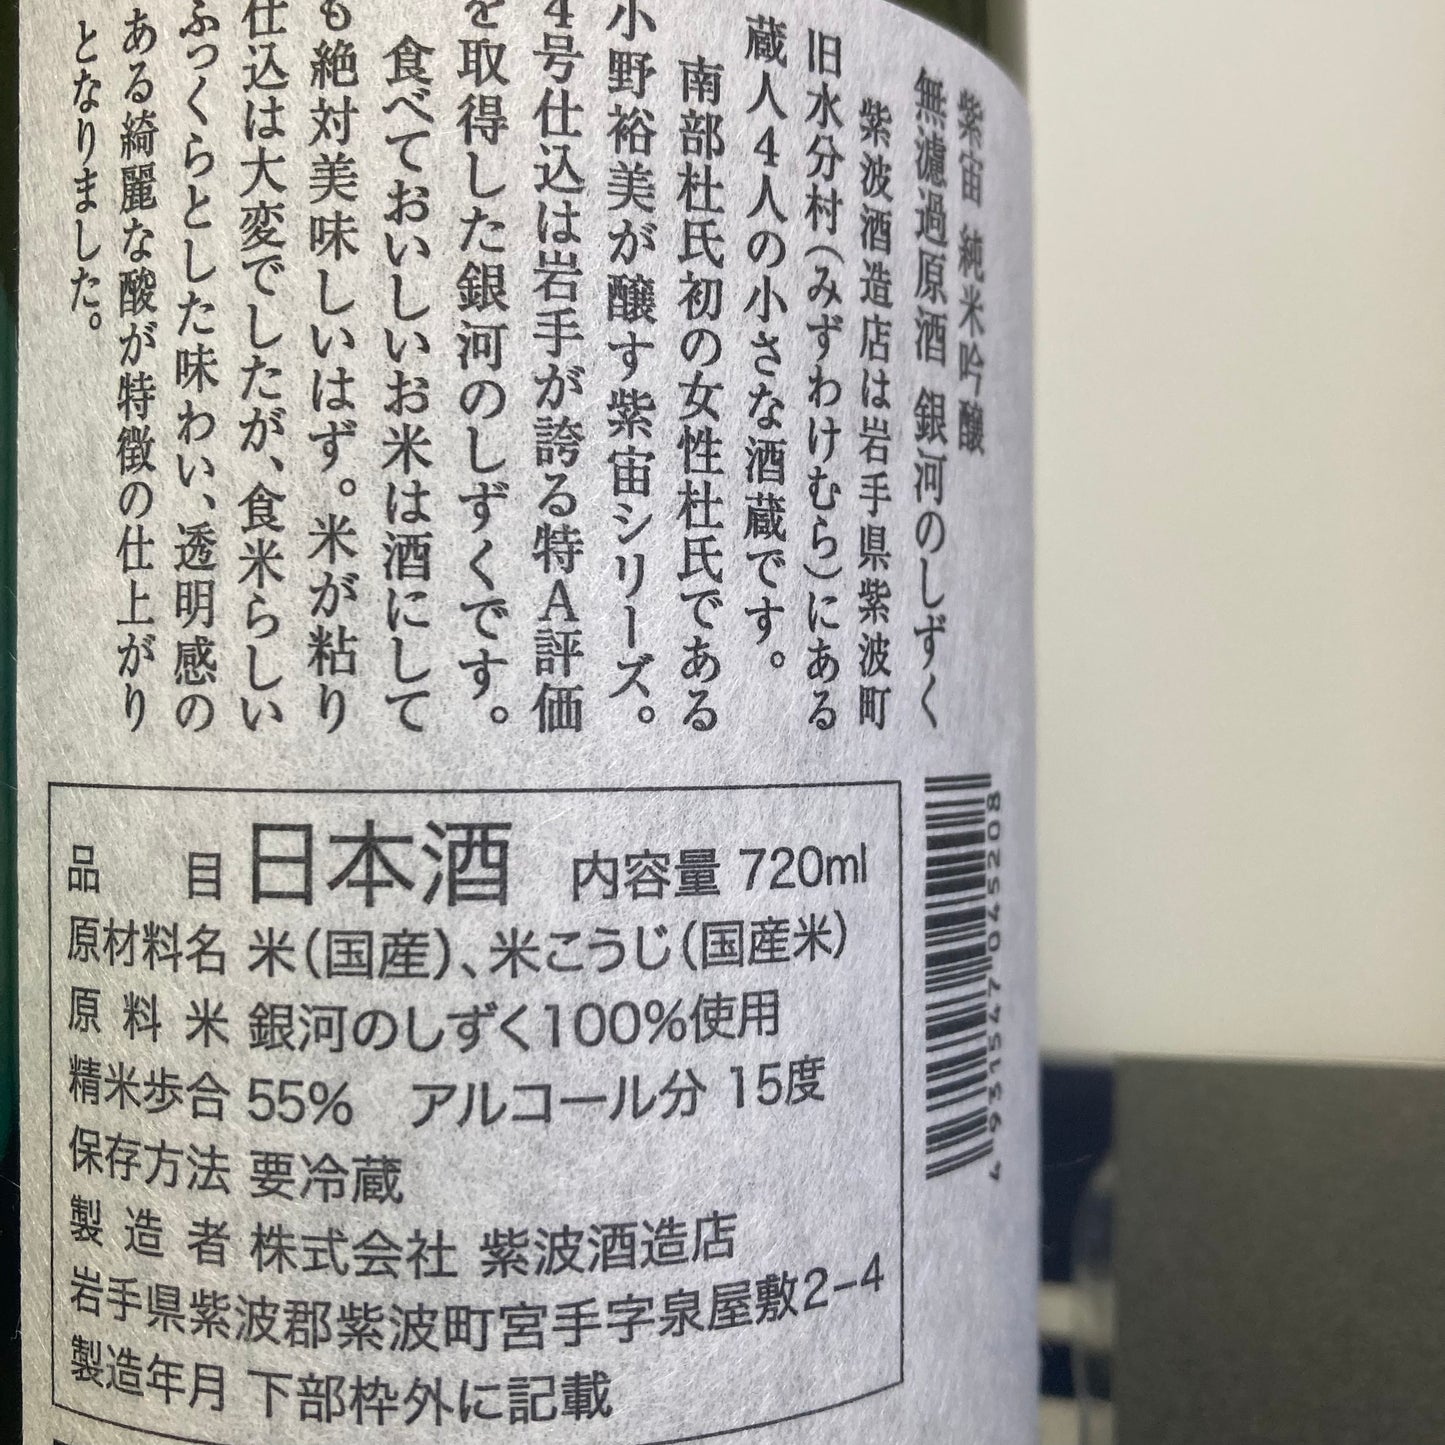 紫宙 純米吟醸
無濾過原酒 銀河のしずく
紫波酒造店は岩手県紫波町
旧水分村(みずわけむら)にある
蔵人4人の小さな酒蔵です。
南部杜氏初の女性杜氏である
小野裕美が醸す紫宙シリーズ。
4号仕込は岩手が誇る特A評価
を取得した銀河のしずくです。
食べておいしいお米は酒にして
も絶対美味しいはず。米が粘り
仕込は大変でしたが、食米らしい
ふっくらとした味わい、透明感の
ある綺麗な酸が特徴の仕上がり
となりました。
品目 日本酒 内容量 720ml
原材料名 米(国産)、米こうじ(国産米)
原料米 銀河のしずく100%使用
精米歩合 55% アルコール分 15度
保存方法 要冷蔵
製造者 株式会社 紫波酒造店
岩手県紫波郡紫波町宮手字泉屋敷2-4
製造年月 下部枠外に記載
4931547045208